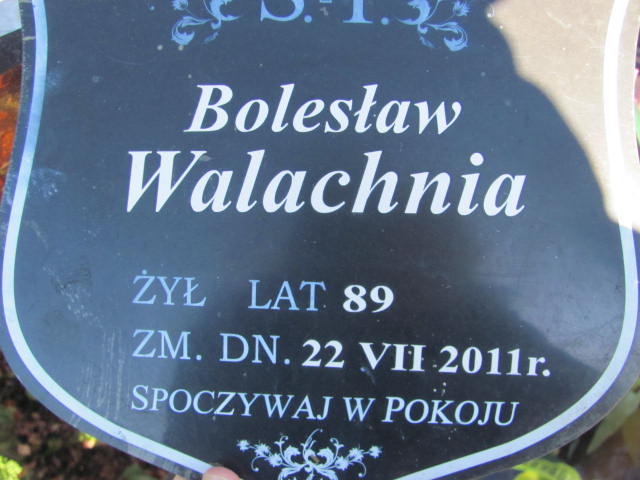 Ś.†P.
Bolesław
Walachnia
ŻYŁ LAT 89
ZM. DN. 22 VII 2011r.
SPOCZYWAJ W POKOJU